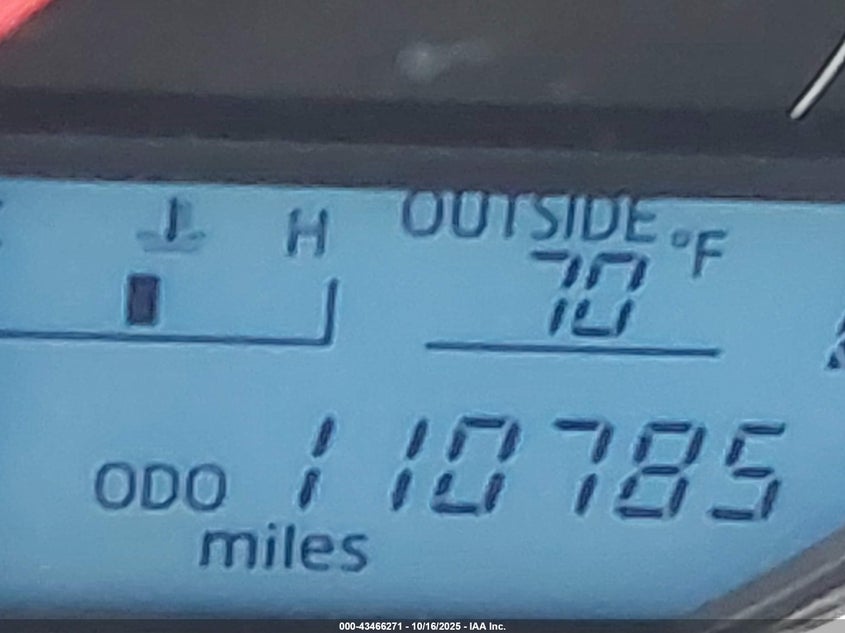 H
OUTSIDE
70 °F
ODO 110785
miles
000-43466271 - 10/16/2025 - IAA Inc.